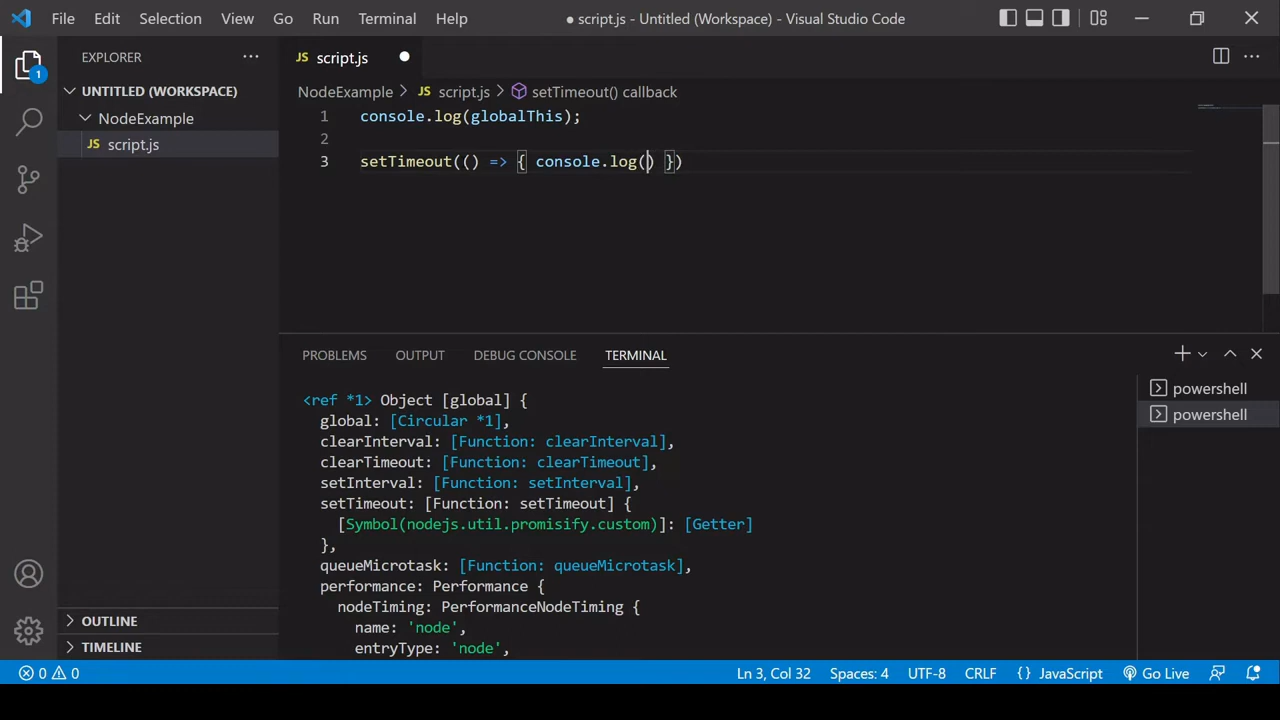 File Edit Selection View Go Run Terminal Help ● script.js - Untitled (Workspace) - Visual Studio Code
EXPLORER ···
JS script.js ●
1
UNTITLED (WORKSPACE)
NodeExample
JS script.js
NodeExample > JS script.js > setTimeout() callback
1 console.log(globalThis);
2
3 setTimeout(() => { console.log() })
PROBLEMS OUTPUT DEBUG CONSOLE TERMINAL
<ref *1> Object [global] {
global: [Circular *1],
clearInterval: [Function: clearInterval],
clearTimeout: [Function: clearTimeout],
setInterval: [Function: setInterval],
setTimeout: [Function: setTimeout] {
[Symbol(nodejs.util.promisify.custom)]: [Getter]
},
queueMicrotask: [Function: queueMicrotask],
performance: Performance {
nodeTiming: PerformanceNodeTiming {
name: 'node',
entryType: 'node',
powershell
powershell
OUTLINE
TIMELINE
0 0 Ln 3, Col 32 Spaces: 4 UTF-8 CRLF {} JavaScript Go Live